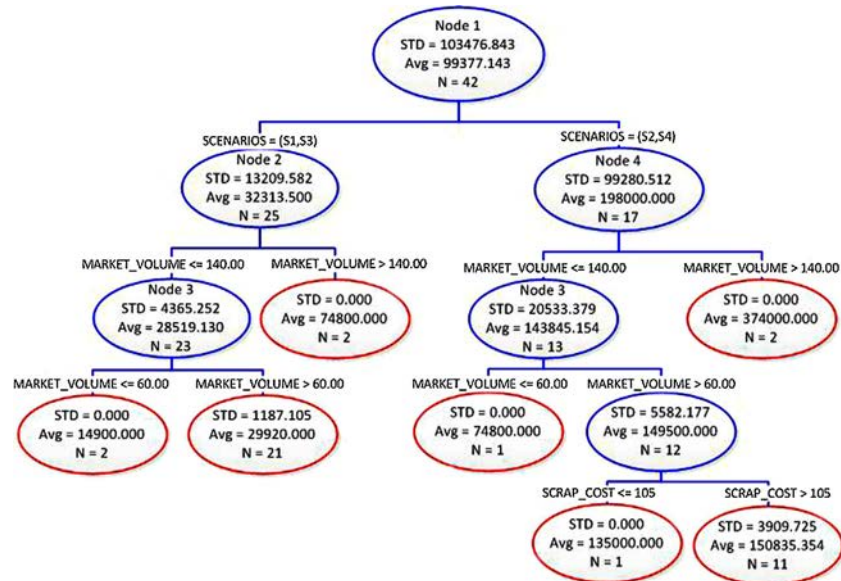 Node 1
STD = 103476.843
Avg = 99377.143
N = 42
SCENARIOS = (S1,S3)
SCENARIOS = (S2,S4)
Node 2
STD = 13209.582
Avg = 32313.500
N = 25
Node 4
STD = 99280.512
Avg = 198000.000
N = 17
MARKET_VOLUME <= 140.00
MARKET_VOLUME > 140.00
MARKET_VOLUME <= 140.00
MARKET_VOLUME > 140.00
Node 3
STD = 4365.252
Avg = 28519.130
N = 23
STD = 0.000
Avg = 74800.000
N = 2
Node 3
STD = 20533.379
Avg = 143845.154
N = 13
STD = 0.000
Avg = 374000.000
N = 2
MARKET_VOLUME <= 60.00
MARKET_VOLUME > 60.00
MARKET_VOLUME <= 60.00
MARKET_VOLUME > 60.00
STD = 0.000
Avg = 14900.000
N = 2
STD = 1187.105
Avg = 29920.000
N = 21
STD = 0.000
Avg = 74800.000
N = 1
STD = 5582.177
Avg = 149500.000
N = 12
SCRAP_COST <= 105
SCRAP_COST > 105
STD = 0.000
Avg = 135000.000
N = 1
STD = 3909.725
Avg = 150835.354
N = 11